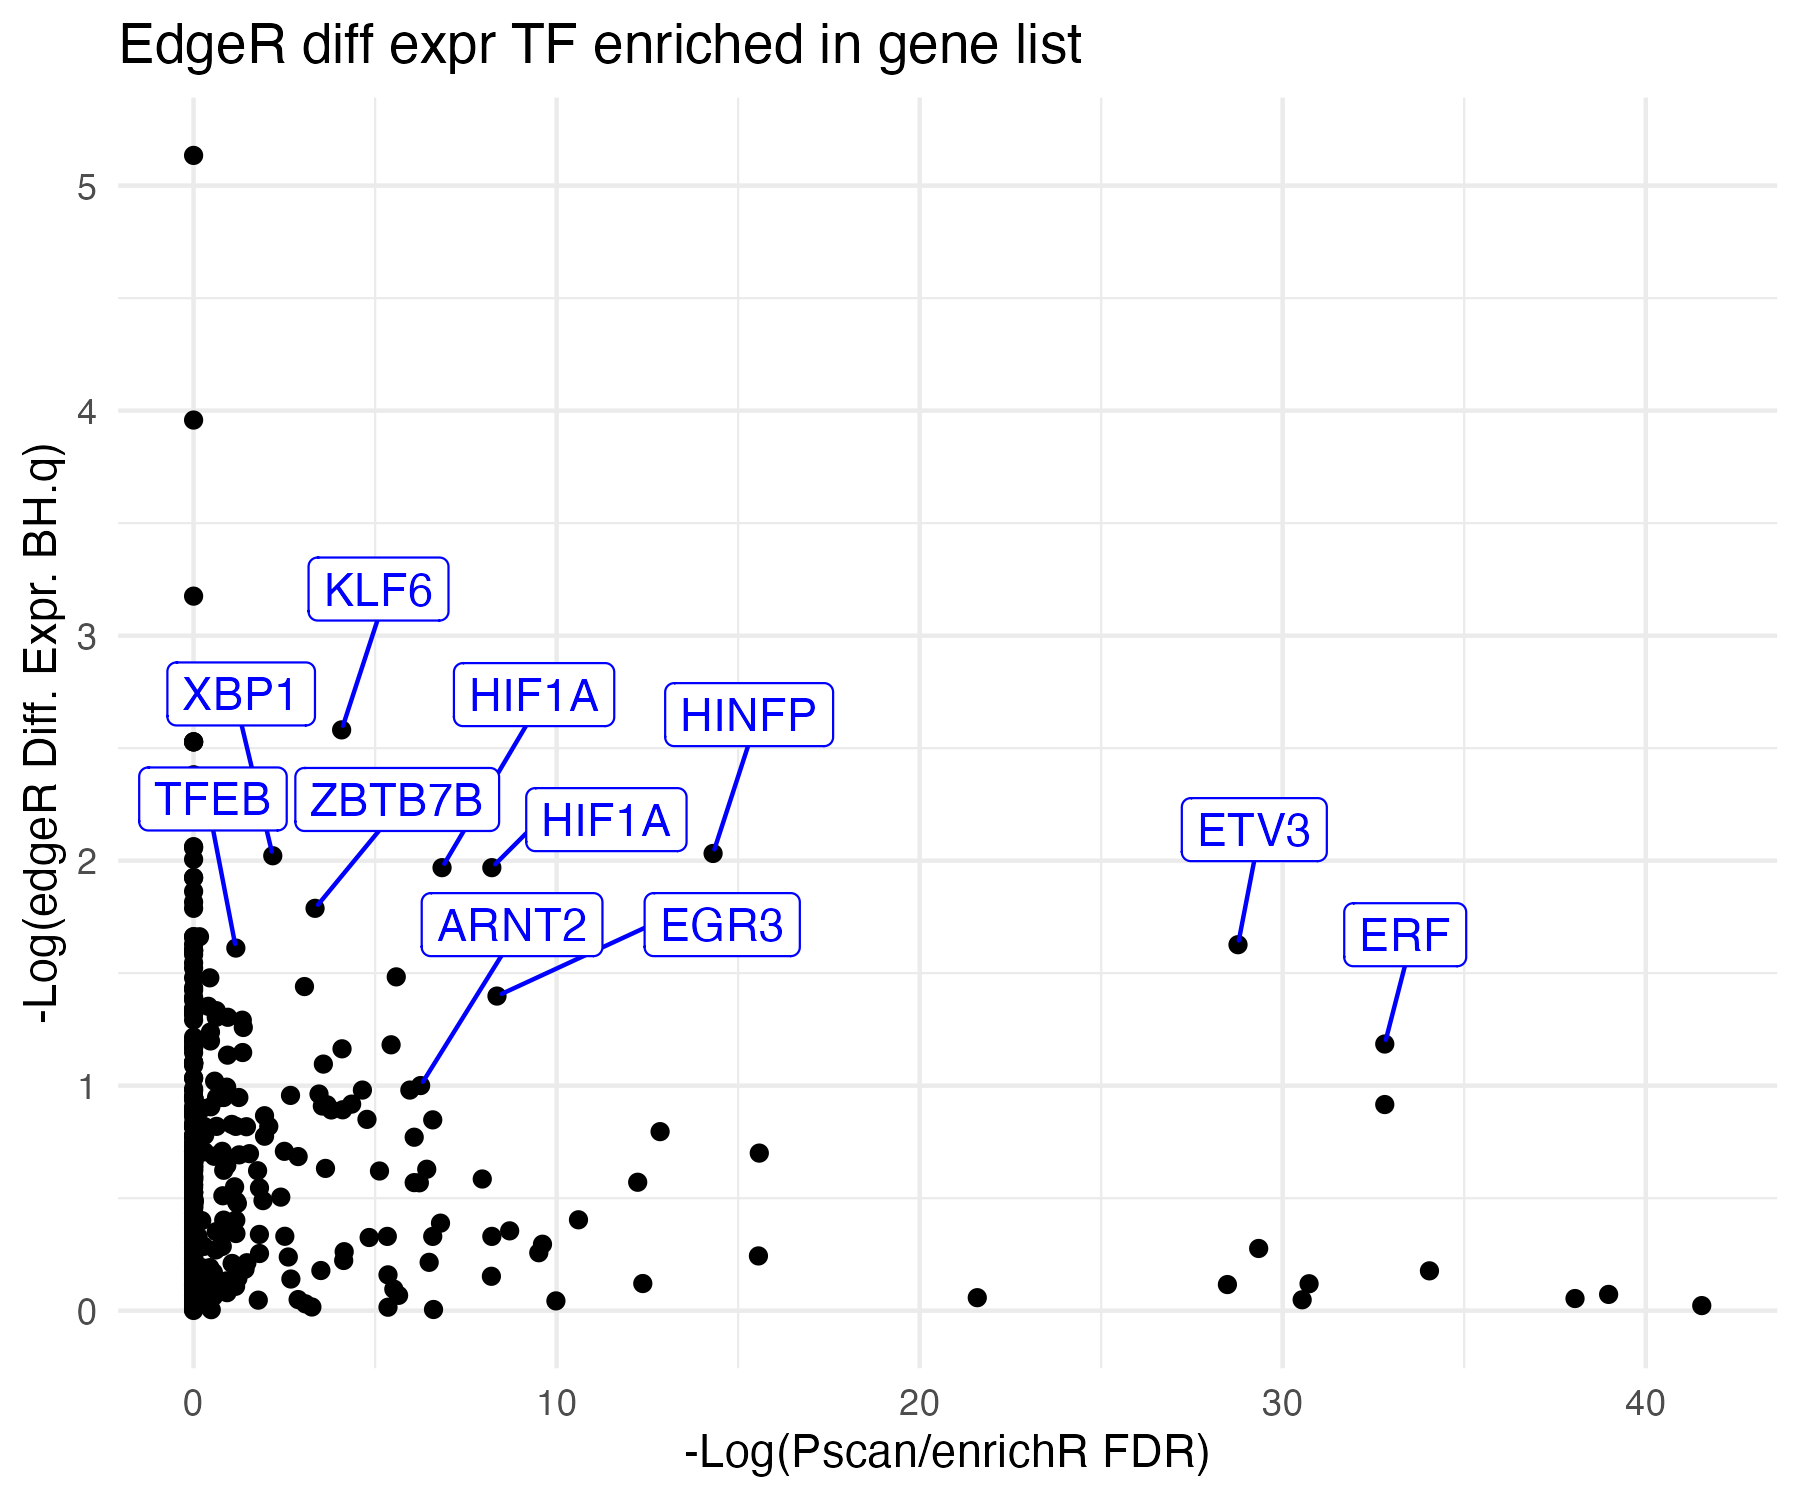 EdgeR diff expr TF enriched in gene list
-Log(edgeR Diff. Expr. BH.q)
5
4
3
2
1
0
KLF6
XBP1
HIF1A
HINFP
TFEB
ZBTB7B
HIF1A
ETV3
ARNT2
EGR3
ERF
0
10
20
30
40
-Log(Pscan/enrichR FDR)